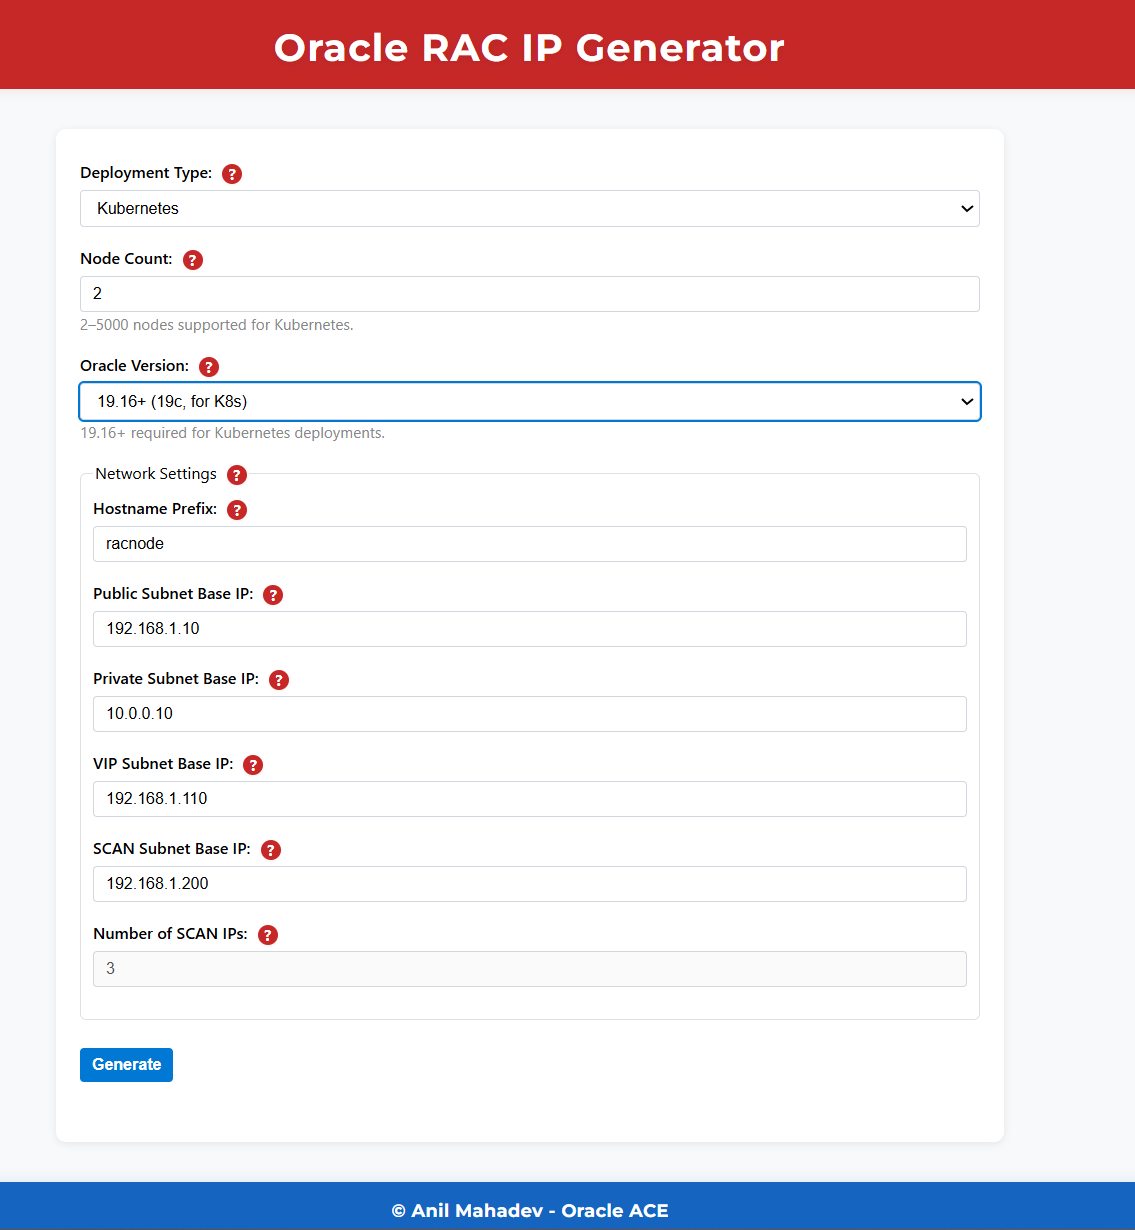 Oracle RAC IP Generator
Deployment Type: ?
Kubernetes
Node Count: ?
2
2–5000 nodes supported for Kubernetes.
Oracle Version: ?
19.16+ (19c, for K8s)
19.16+ required for Kubernetes deployments.
Network Settings ?
Hostname Prefix: ?
racnode
Public Subnet Base IP: ?
192.168.1.10
Private Subnet Base IP: ?
10.0.0.10
VIP Subnet Base IP: ?
192.168.1.110
SCAN Subnet Base IP: ?
192.168.1.200
Number of SCAN IPs: ?
3
Generate
© Anil Mahadev - Oracle ACE